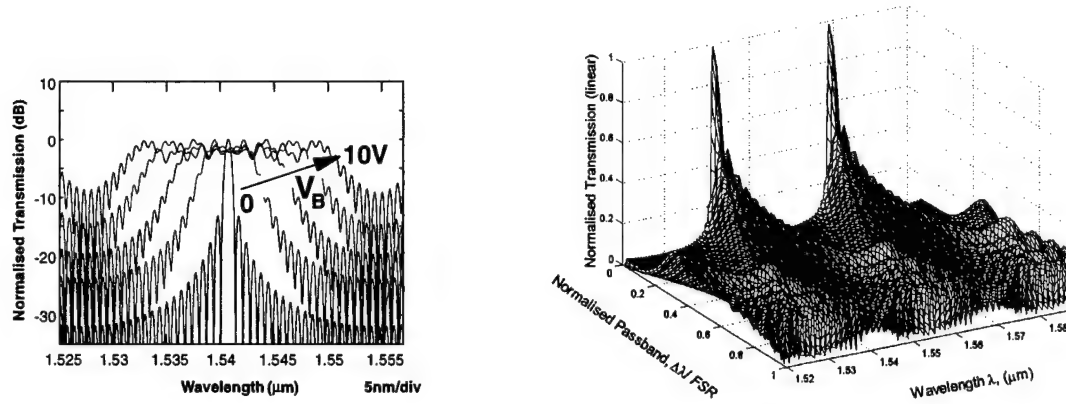 10
0
-10
-20
-30
Normalised Transmission (dB)
10V
V_B
0
1.525 1.53 1.535 1.54 1.545 1.55 1.557
Wavelength (μm)
5nm/div
1
0.8
0.6
0.4
0.2
0
Normalised Transmission (linear)
0
0.2
0.4
0.6
0.8
1
Normalised Passband, Δλ/ FSR
1.52
1.53
1.54
1.55
1.56
1.57
1.58
Wavelength λ, (μm)